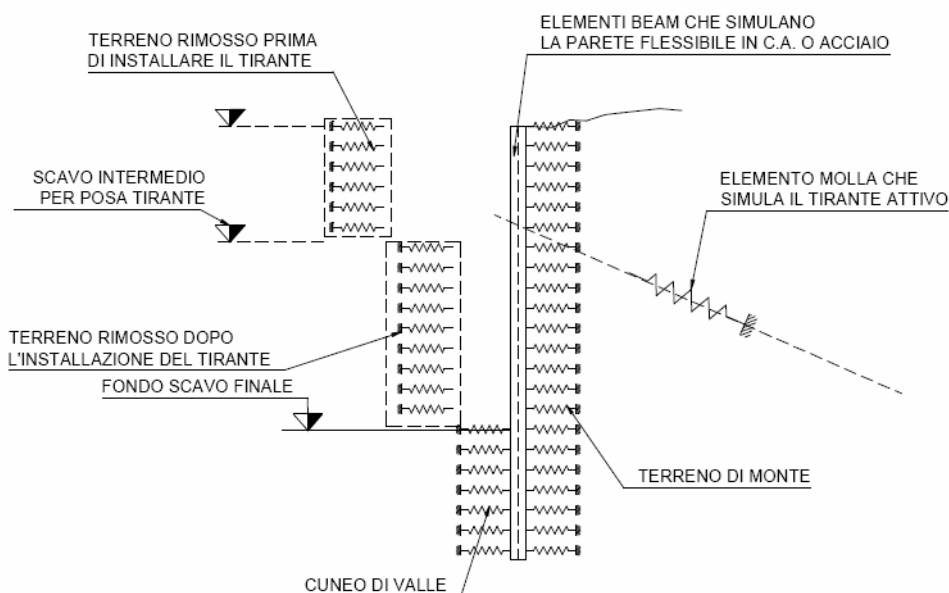 ELEMENTI BEAM CHE SIMULANO
LA PARETE FLESSIBILE IN C.A. O ACCIAIO
TERRENO RIMOSSO PRIMA
DI INSTALLARE IL TIRANTE
SCAVO INTERMEDIO
PER POSA TIRANTE
ELEMENTO MOLLA CHE
SIMULA IL TIRANTE ATTIVO
TERRENO RIMOSSO DOPO
L'INSTALLAZIONE DEL TIRANTE
FONDO SCAVO FINALE
TERRENO DI MONTE
CUNEO DI VALLE